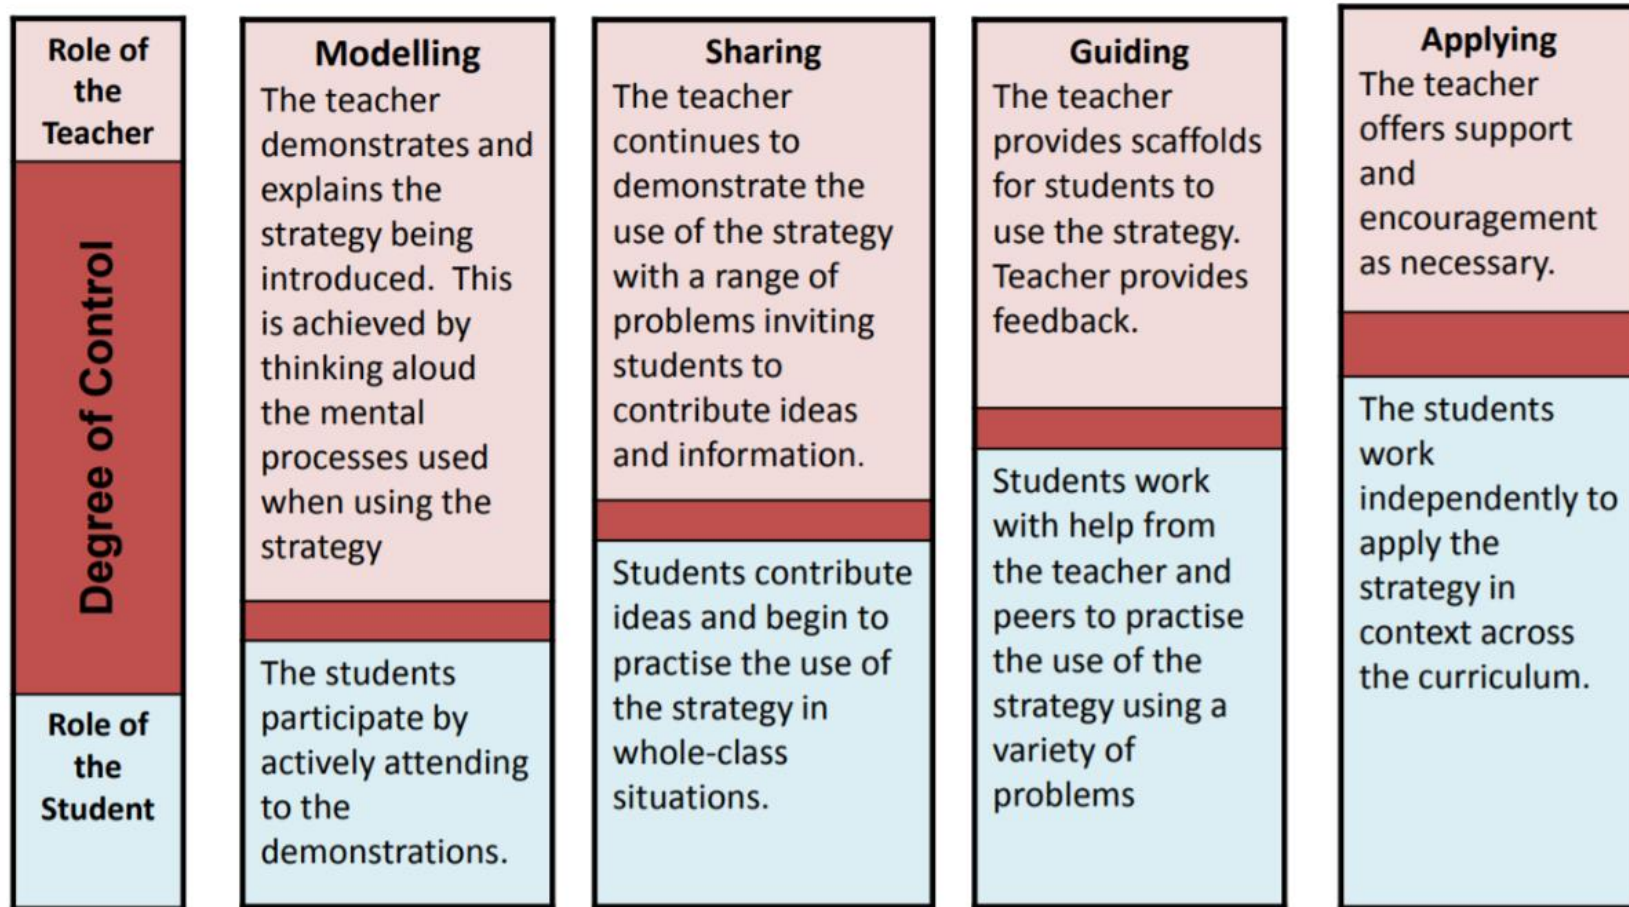 Role of
the
Teacher
Degree of Control
Role of
the
Student
Modelling
The teacher
demonstrates and
explains the
strategy being
introduced.  This
is achieved by
thinking aloud
the mental
processes used
when using the
strategy
The students
participate by
actively attending
to the
demonstrations.
Sharing
The teacher
continues to
demonstrate the
use of the strategy
with a range of
problems inviting
students to
contribute ideas
and information.
Students contribute
ideas and begin to
practise the use of
the strategy in
whole-class
situations.
Guiding
The teacher
provides scaffolds
for students to
use the strategy.
Teacher provides
feedback.
Students work
with help from
the teacher and
peers to practise
the use of the
strategy using a
variety of
problems
Applying
The teacher
offers support
and
encouragement
as necessary.
The students
work
independently to
apply the
strategy in
context across
the curriculum.